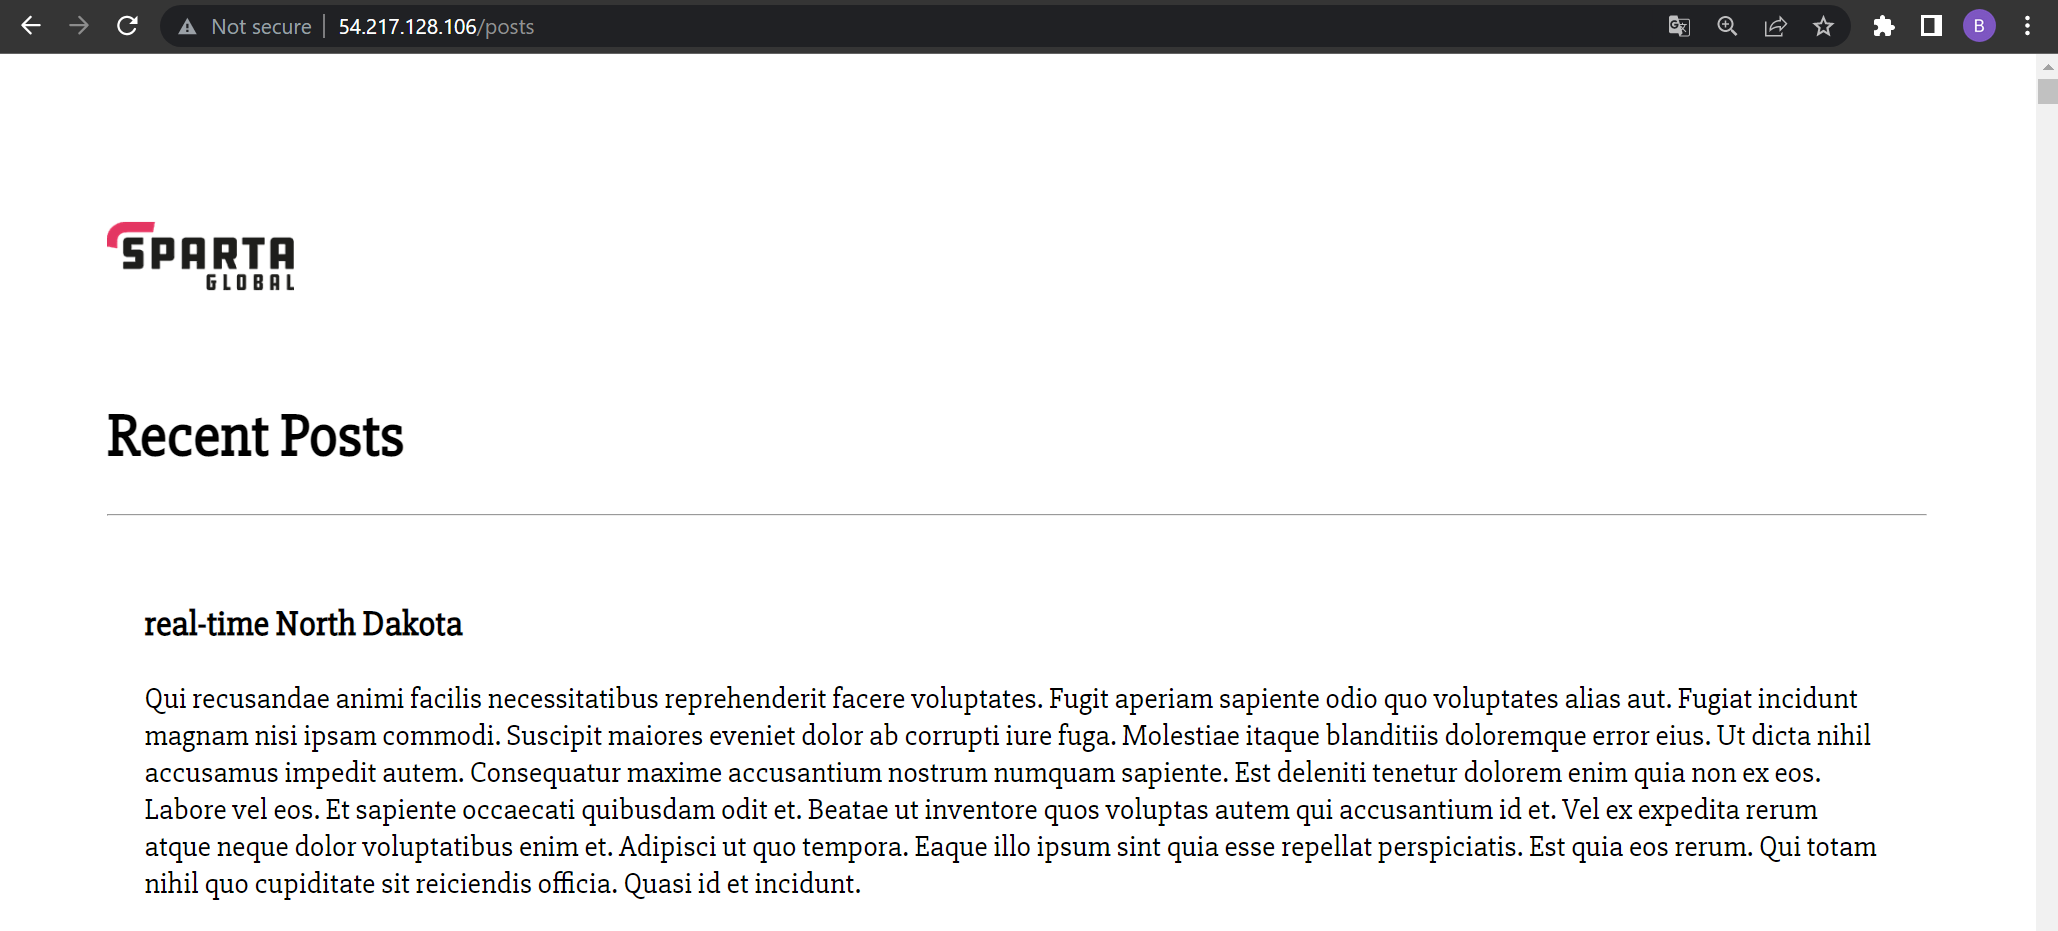 Not secure | 54.217.128.106/posts
B
SPARTA
GLOBAL
Recent Posts
real-time North Dakota
Qui recusandae animi facilis necessitatibus reprehenderit facere voluptates. Fugit aperiam sapiente odio quo voluptates alias aut. Fugiat incidunt
magnam nisi ipsam commodi. Suscipit maiores eveniet dolor ab corrupti iure fuga. Molestiae itaque blanditiis doloremque error eius. Ut dicta nihil
accusamus impedit autem. Consequatur maxime accusantium nostrum numquam sapiente. Est deleniti tenetur dolorem enim quia non ex eos.
Labore vel eos. Et sapiente occaecati quibusdam odit et. Beatae ut inventore quos voluptas autem qui accusantium id et. Vel ex expedita rerum
atque neque dolor voluptatibus enim et. Adipisci ut quo tempora. Eaque illo ipsum sint quia esse repellat perspiciatis. Est quia eos rerum. Qui totam
nihil quo cupiditate sit reiciendis officia. Quasi id et incidunt.